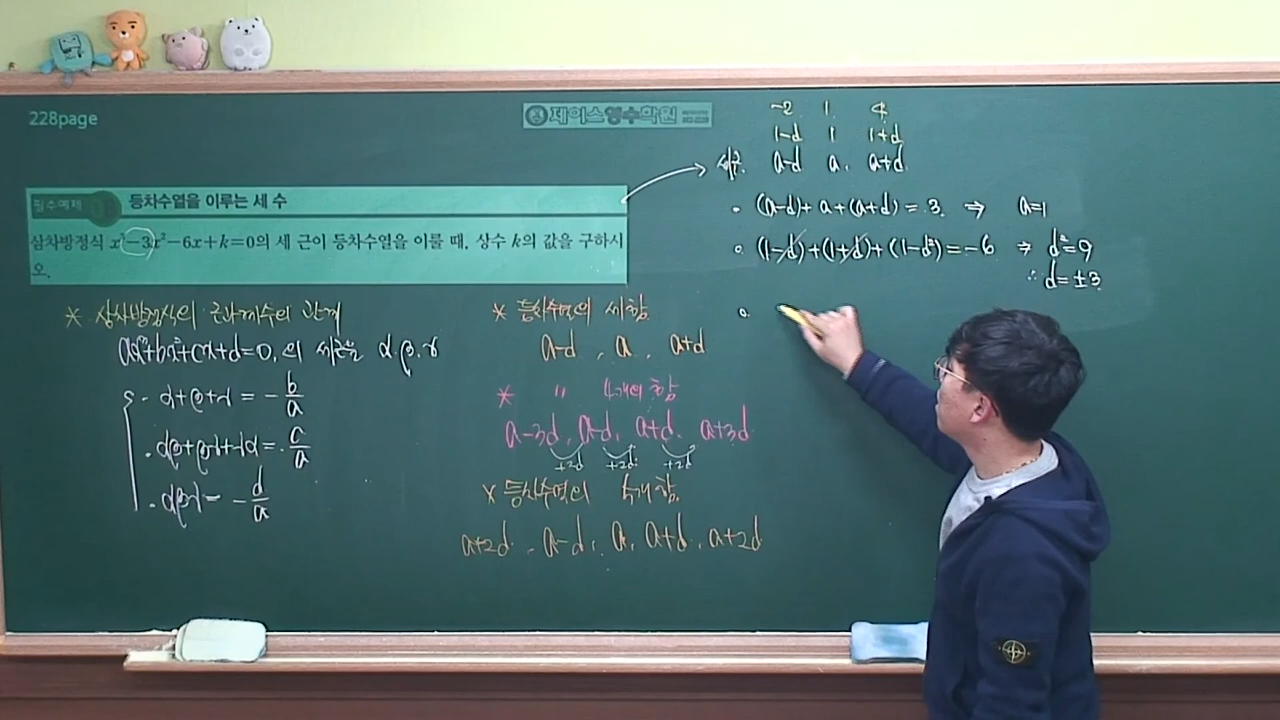 228page
제이스영수학원
필수예제
등차수열을 이루는 세 수
삼차방정식 x³-3x²-6x+k=0의 세 근이 등차수열을 이룰 때, 상수 k의 값을 구하시
오.
* 삼차방정식의 근과계수의 관계
ax³+bx²+cx+d=0, 의 세근을 α, β, γ
· α+β+γ = -b/a
· αβ+βγ+γα = c/a
· αβγ = -d/a
* 등차수열의 세항
a-d , a , a+d
* 〃 4개의 항
a-3d, a-d, a+d, a+3d
+2d +2d +2d
* 등차수열의 5개 항
a+2d , a-d, a, a+d, a+2d
-2 1 4
1-d 1 1+d
세근. a-d a, a+d
· (a-d)+a+(a+d)=3. ⇒ a=1
· (1-d)+(1+d)+(1-d²)=-6 ⇒ d²=9
∴ d=±3